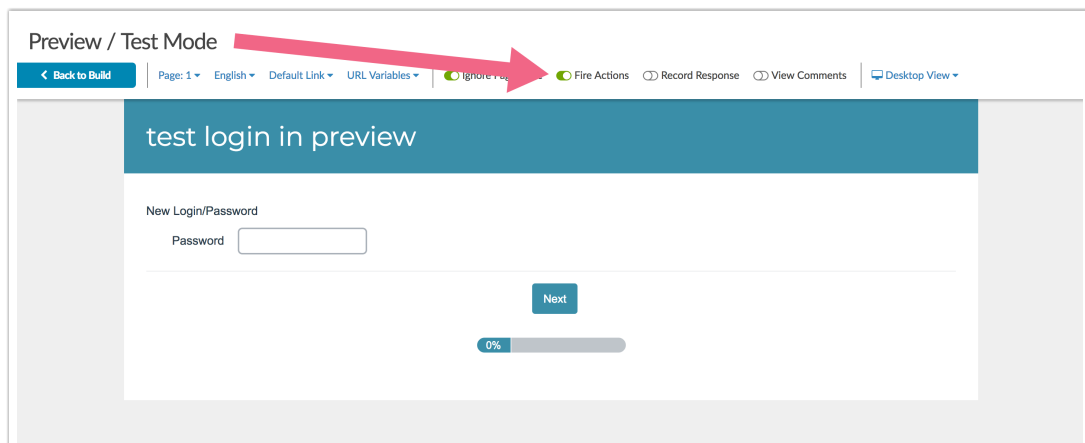 Preview / Test Mode
Back to Build Page: 1 English Default Link URL Variables Ignore Fire Actions Record Response View Comments Desktop View
test login in preview
New Login/Password
Password
Next
0%